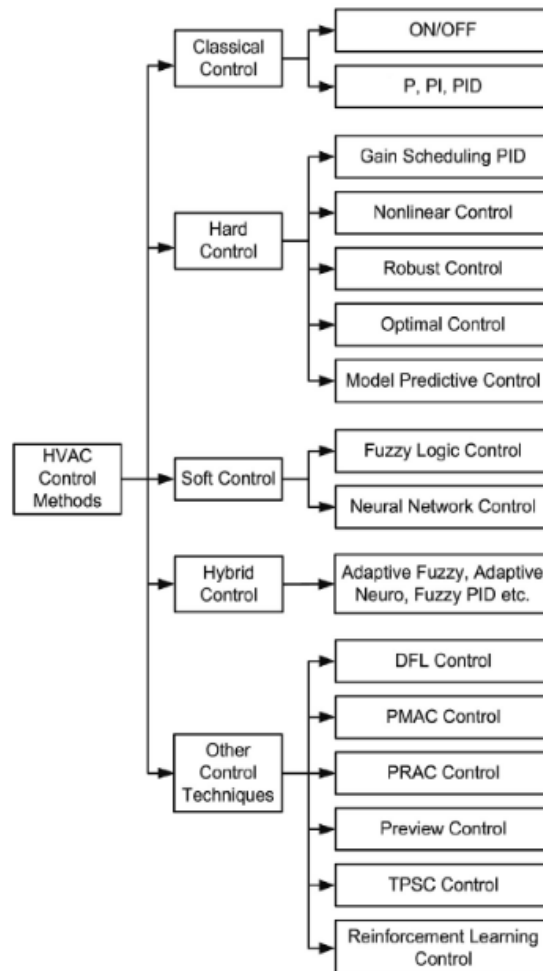 ON/OFF
Classical
Control
P, PI, PID
Gain Scheduling PID
Nonlinear Control
Hard
Control
Robust Control
Optimal Control
Model Predictive Control
HVAC
Control
Methods
Fuzzy Logic Control
Soft Control
Neural Network Control
Hybrid
Control
Adaptive Fuzzy, Adaptive
Neuro, Fuzzy PID etc.
DFL Control
PMAC Control
Other
Control
Techniques
PRAC Control
Preview Control
TPSC Control
Reinforcement Learning
Control